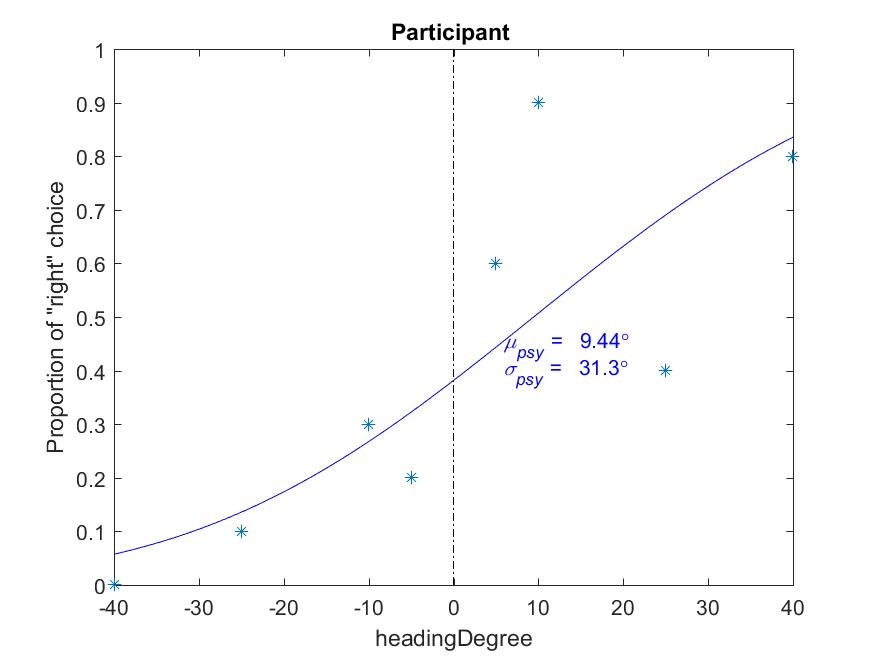 Participant
1
0.9
0.8
0.7
0.6
0.5
0.4
0.3
0.2
0.1
0
Proportion of "right" choice
μpsy = 9.44°
σpsy = 31.3°
-40 -30 -20 -10 0 10 20 30 40
headingDegree